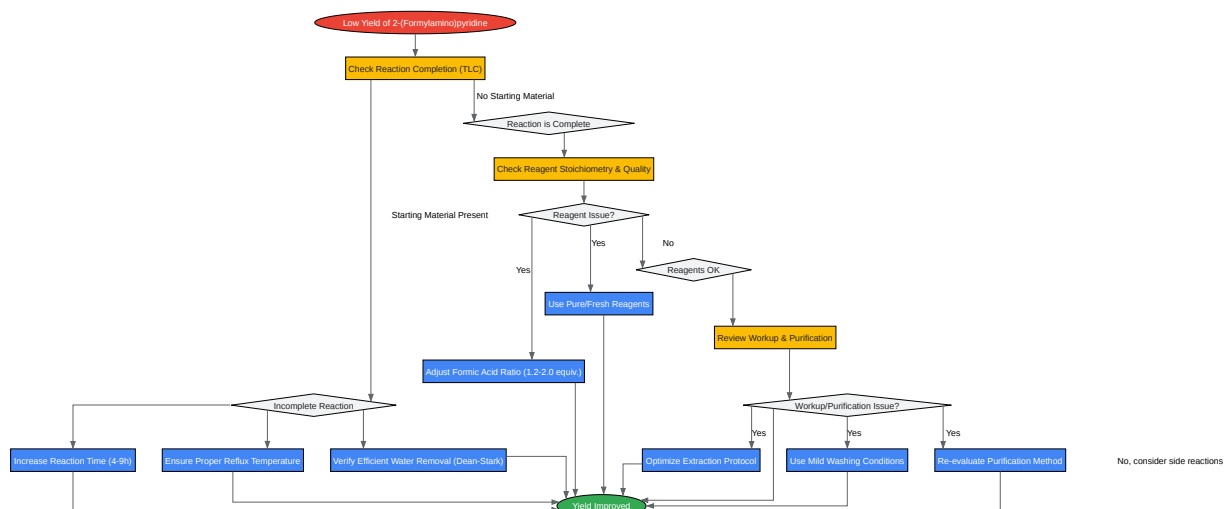 Low Yield of 2-(Formylamino)pyridine
Check Reaction Completion (TLC)
No Starting Material
Reaction is Complete
Check Reagent Stoichiometry & Quality
Starting Material Present
Reagent Issue?
Yes
No
Yes
Reagents OK
Use Pure/Fresh Reagents
Review Workup & Purification
Adjust Formic Acid Ratio (1.2-2.0 equiv.)
Incomplete Reaction
Workup/Purification Issue?
Yes
Yes
Yes
Increase Reaction Time (4-9h)
Ensure Proper Reflux Temperature
Verify Efficient Water Removal (Dean-Stark)
Optimize Extraction Protocol
Use Mild Washing Conditions
Re-evaluate Purification Method
No, consider side reactions
Yield Improved